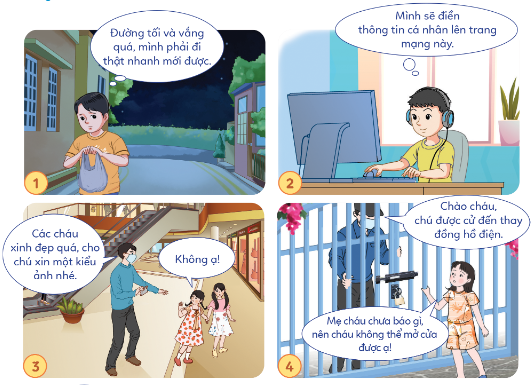 Đường tối và vắng
quá, mình phải đi
thật nhanh mới được.
1
Mình sẽ điền
thông tin cá nhân lên trang
mạng này.
2
Các cháu
xinh đẹp quá, cho
chú xin một kiểu
ảnh nhé.
Không ạ!
3
Chào cháu,
chú được cử đến thay
đồng hồ điện.
Mẹ cháu chưa báo gì,
nên cháu không thể mở cửa
được ạ!
4